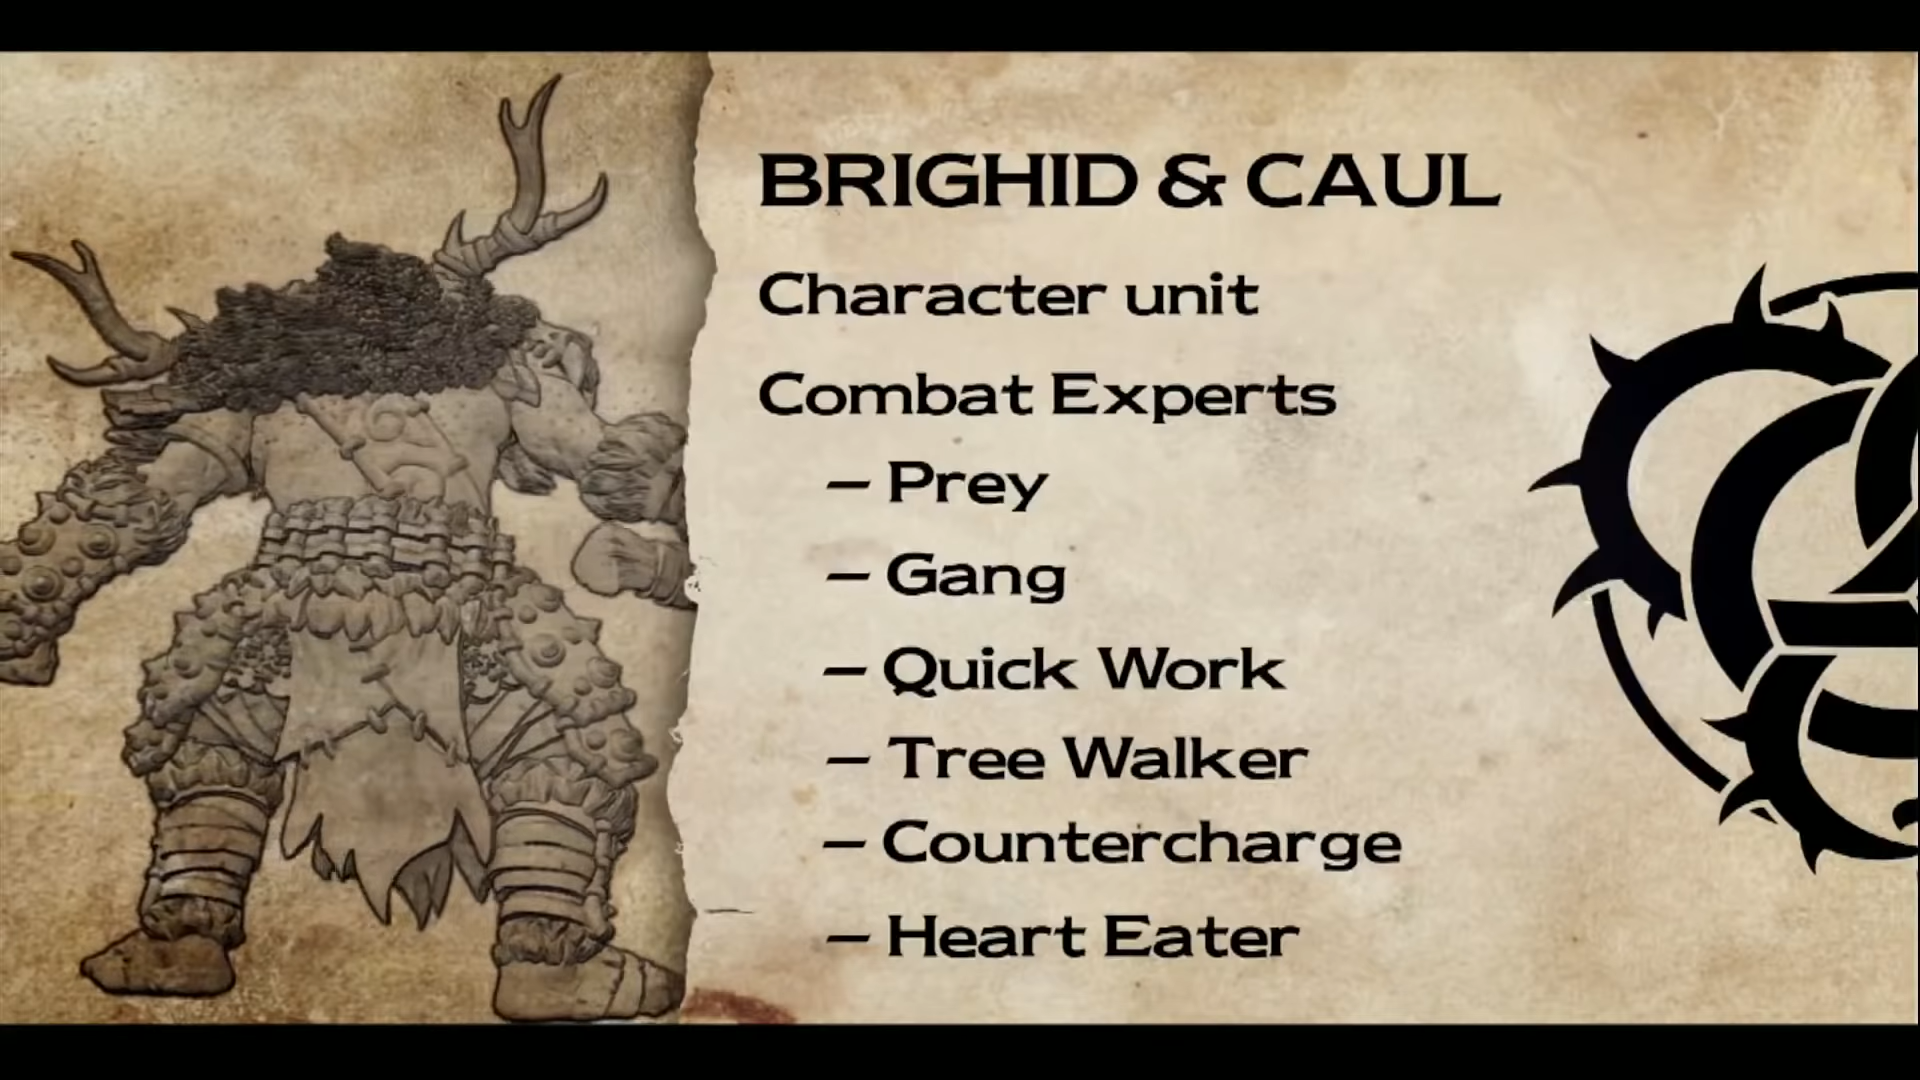 BRIGHID & CAUL
Character unit
Combat Experts
– Prey
– Gang
– Quick Work
– Tree Walker
– Countercharge
– Heart Eater